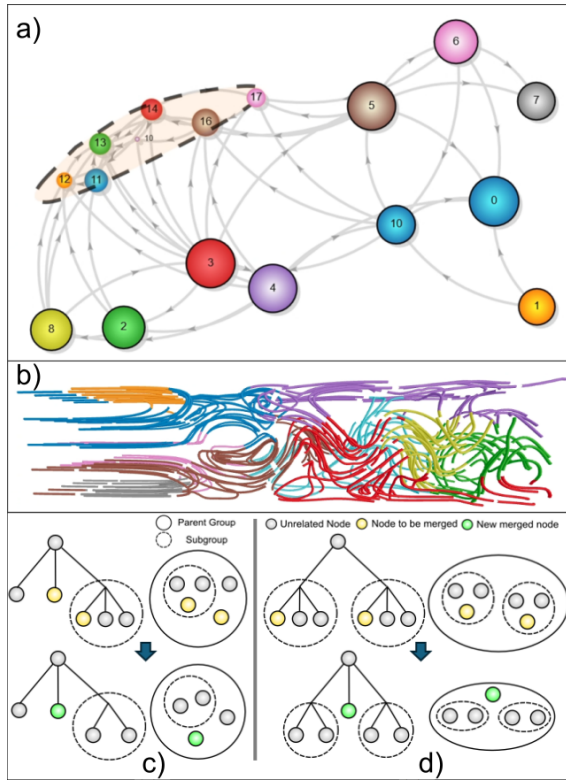 a)
6
7
5
17
14
16
10
13
12
11
0
10
3
4
1
8
2
b)
Parent Group
Subgroup
Unrelated Node
Node to be merged
New merged node
c)
d)